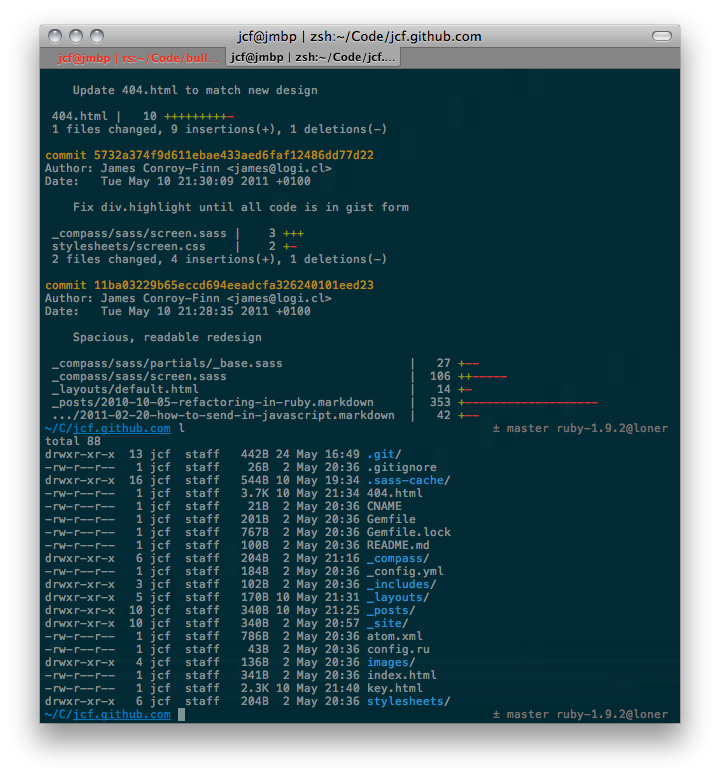 jcf@jmbp | zsh:~/Code/jcf.github.com
jcf@jmbp | rs:~/Code/bull... jcf@jmbp | zsh:~/Code/jcf....
Update 404.html to match new design
404.html |   10 +++++++++-
1 files changed, 9 insertions(+), 1 deletions(-)
commit 5732a374f9d611ebae433aed6faf12486dd77d22
Author: James Conroy-Finn <james@logi.cl>
Date:   Tue May 10 21:30:09 2011 +0100
Fix div.highlight until all code is in gist form
_compass/sass/screen.sass |    3 +++
stylesheets/screen.css    |    2 +-
2 files changed, 4 insertions(+), 1 deletions(-)
commit 11ba03229b65eccd694eeadcfa326240101eed23
Author: James Conroy-Finn <james@logi.cl>
Date:   Tue May 10 21:28:35 2011 +0100
Spacious, readable redesign
_compass/sass/partials/_base.sass                  |   27 +--
_compass/sass/screen.sass                          |  106 ++-----
_layouts/default.html                              |   14 +-
_posts/2010-10-05-refactoring-in-ruby.markdown     |  353 +-------------------
.../2011-02-20-how-to-send-in-javascript.markdown  |   42 +--
~/C/jcf.github.com l ± master ruby-1.9.2@loner
total 88
drwxr-xr-x  13 jcf  staff   442B 24 May 16:49 .git/
-rw-r--r--   1 jcf  staff    26B  2 May 20:36 .gitignore
drwxr-xr-x  16 jcf  staff   544B 10 May 19:34 .sass-cache/
-rw-r--r--   1 jcf  staff   3.7K 10 May 21:34 404.html
-rw-r--r--   1 jcf  staff    21B  2 May 20:36 CNAME
-rw-r--r--   1 jcf  staff   201B  2 May 20:36 Gemfile
-rw-r--r--   1 jcf  staff   767B  2 May 20:36 Gemfile.lock
-rw-r--r--   1 jcf  staff   100B  2 May 20:36 README.md
drwxr-xr-x   6 jcf  staff   204B  2 May 21:16 _compass/
-rw-r--r--   1 jcf  staff   184B  2 May 20:36 _config.yml
drwxr-xr-x   3 jcf  staff   102B  2 May 20:36 _includes/
drwxr-xr-x   5 jcf  staff   170B 10 May 21:31 _layouts/
drwxr-xr-x  10 jcf  staff   340B 10 May 21:25 _posts/
drwxr-xr-x  10 jcf  staff   340B  2 May 20:57 _site/
-rw-r--r--   1 jcf  staff   786B  2 May 20:36 atom.xml
-rw-r--r--   1 jcf  staff    43B  2 May 20:36 config.ru
drwxr-xr-x   4 jcf  staff   136B  2 May 20:36 images/
-rw-r--r--   1 jcf  staff   341B  2 May 20:36 index.html
-rw-r--r--   1 jcf  staff   2.3K 10 May 21:40 key.html
drwxr-xr-x   6 jcf  staff   204B  2 May 20:36 stylesheets/
~/C/jcf.github.com ± master ruby-1.9.2@loner